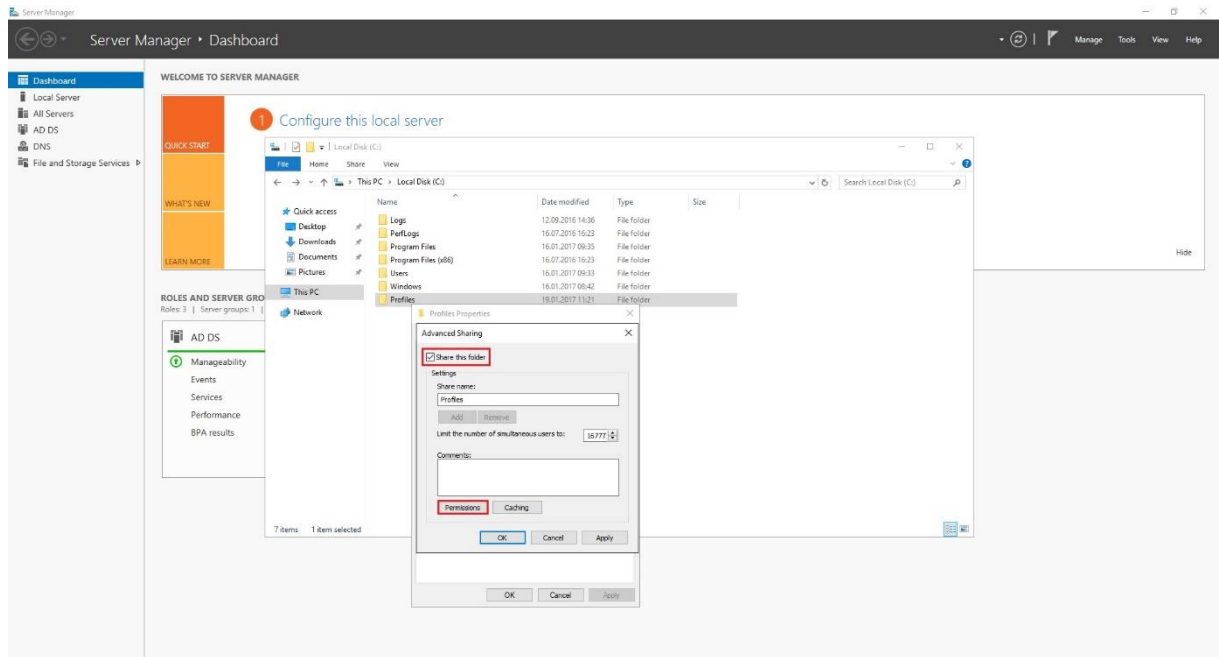 Server Manager
Server Manager • Dashboard
Manage Tools View Help
Dashboard
Local Server
All Servers
AD DS
DNS
File and Storage Services
WELCOME TO SERVER MANAGER
QUICK START
WHAT'S NEW
LEARN MORE
1 Configure this local server
Hide
ROLES AND SERVER GRO
Roles: 3 | Server groups: 1 |
AD DS
Manageability
Events
Services
Performance
BPA results
Local Disk (C:)
File Home Share View
This PC > Local Disk (C:)
Search Local Disk (C:)
Quick access
Desktop
Downloads
Documents
Pictures
This PC
Network
Name Date modified Type Size
Logs 12.09.2016 14:36 File folder
PerfLogs 16.07.2016 16:23 File folder
Program Files 16.01.2017 09:35 File folder
Program Files (x86) 16.07.2016 16:23 File folder
Users 16.01.2017 09:33 File folder
Windows 16.01.2017 08:42 File folder
Profiles 19.01.2017 11:21 File folder
7 items 1 item selected
Profiles Properties
Advanced Sharing
Share this folder
Settings
Share name:
Profiles
Add Remove
Limit the number of simultaneous users to: 16777
Comments:
Permissions Caching
OK Cancel Apply
OK Cancel Apply